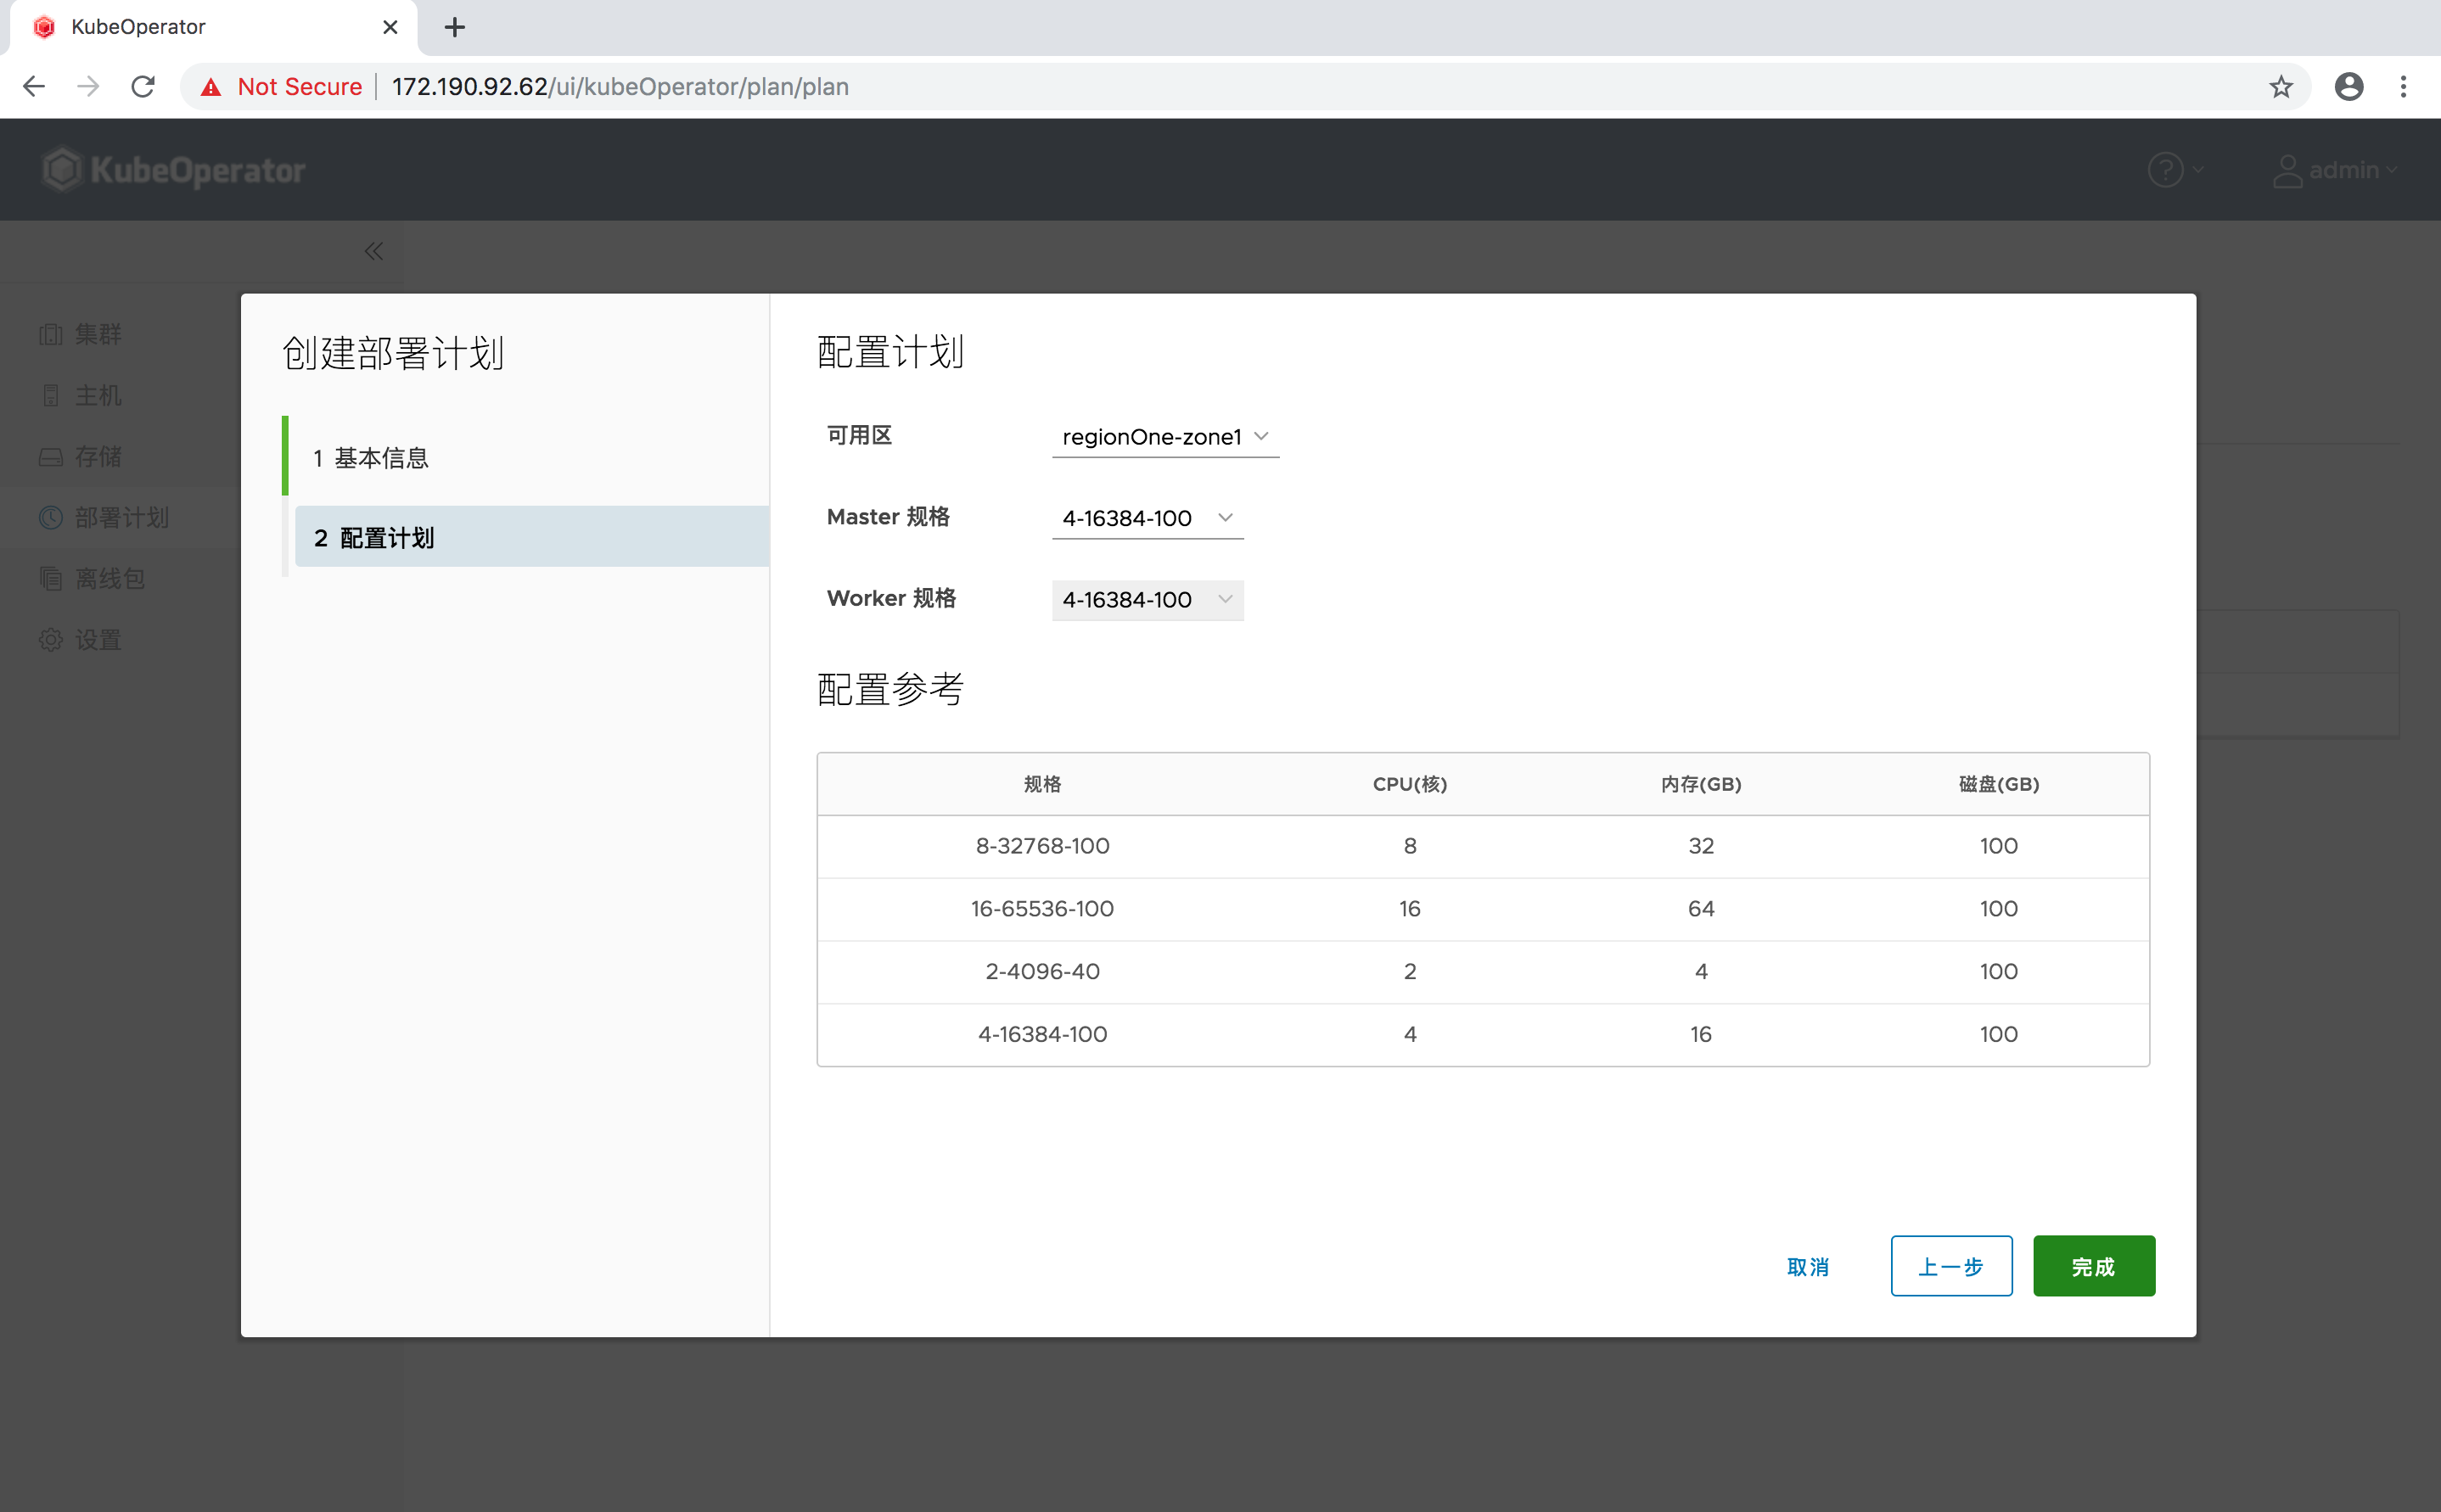 KubeOperator
Not Secure 172.190.92.62/ui/kubeOperator/plan/plan
KubeOperator
? admin
集群
主机
存储
部署计划
离线包
设置
创建部署计划
1 基本信息
2 配置计划
配置计划
可用区 regionOne-zone1
Master 规格 4-16384-100
Worker 规格 4-16384-100
配置参考
规格 CPU(核) 内存(GB) 磁盘(GB)
8-32768-100 8 32 100
16-65536-100 16 64 100
2-4096-40 2 4 100
4-16384-100 4 16 100
取消 上一步 完成